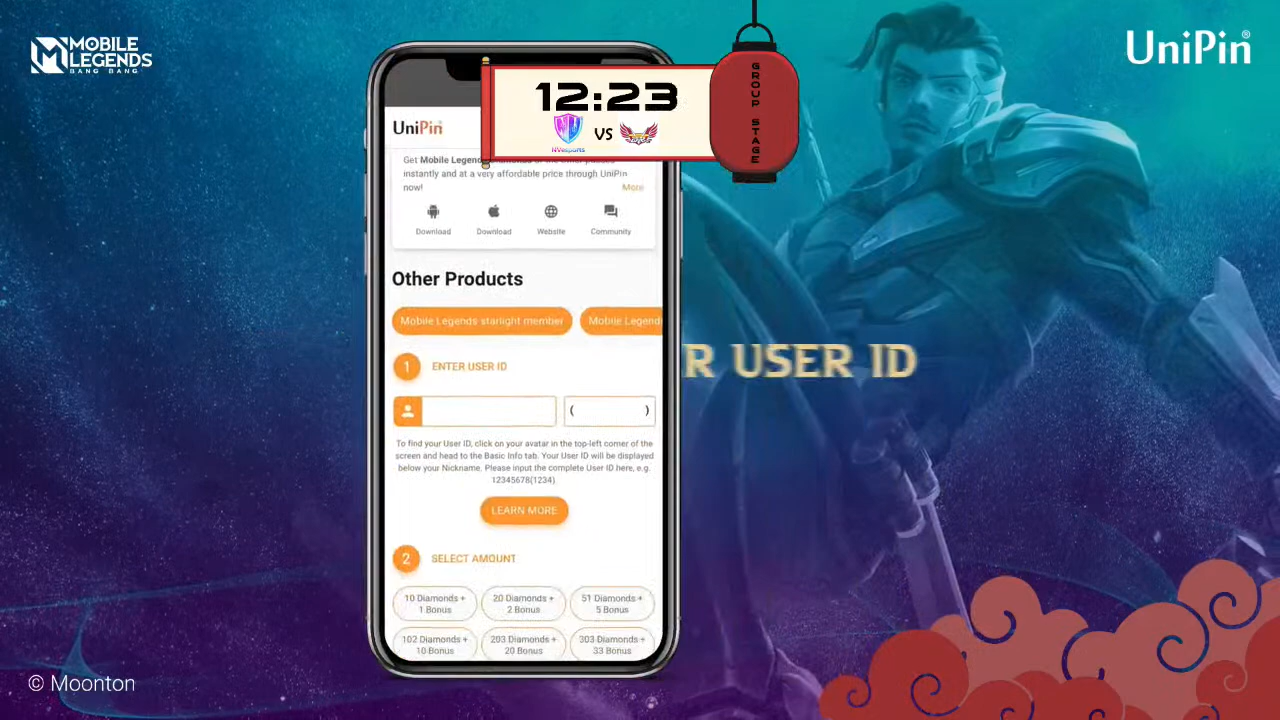 MOBILE
LEGENDS
BANG BANG
UniPin
12:23
NVesports
VS
GROUP STAGE
UniPin
Get Mobile Legends
instantly and at a very affordable price through UniPin
now!
More
Download
Download
Website
Community
Other Products
Mobile Legends starlight member
Mobile Legend
1 ENTER USER ID
R USER ID
( )
To find your User ID, click on your avatar in the top-left corner of the
screen and head to the Basic Info tab. Your User ID will be displayed
below your Nickname. Please input the complete User ID here, e.g.
12345678(1234)
LEARN MORE
2 SELECT AMOUNT
10 Diamonds +
1 Bonus
20 Diamonds +
2 Bonus
51 Diamonds +
5 Bonus
102 Diamonds +
10 Bonus
203 Diamonds +
20 Bonus
303 Diamonds +
33 Bonus
© Moonton